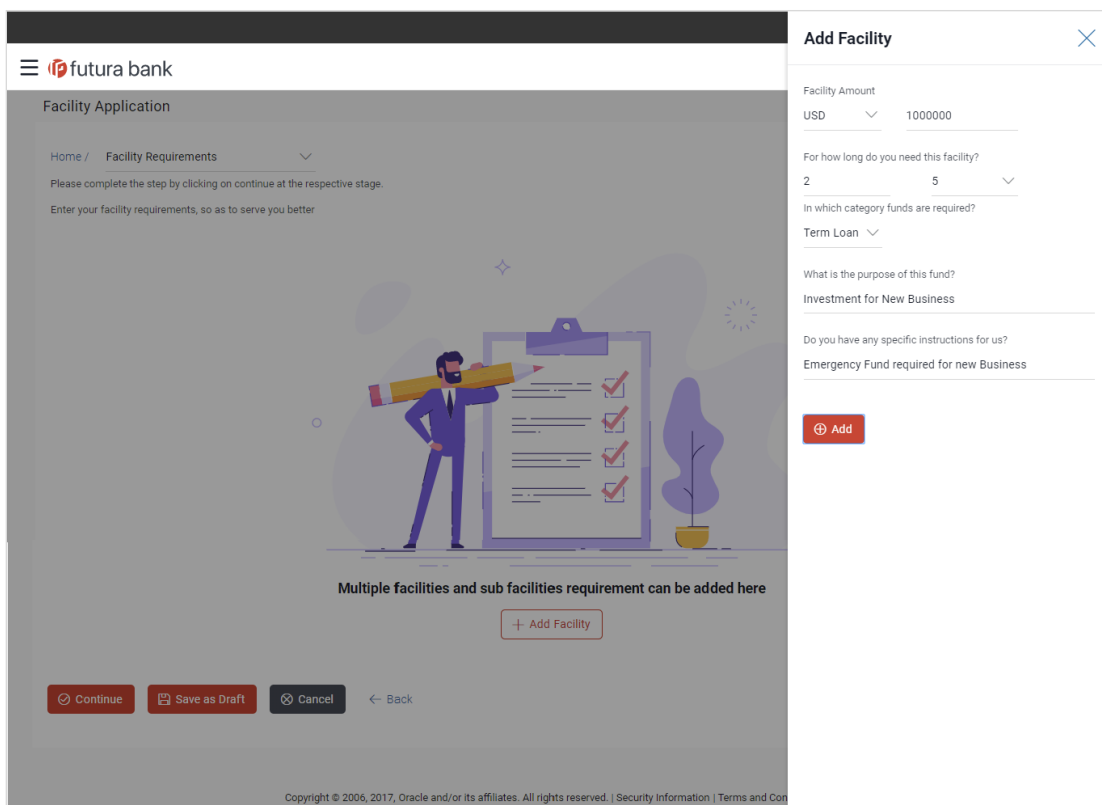 futura bank
Facility Application
Home / Facility Requirements
Please complete the step by clicking on continue at the respective stage.
Enter your facility requirements, so as to serve you better
Multiple facilities and sub facilities requirement can be added here
+ Add Facility
Continue Save as Draft Cancel ← Back
Copyright © 2006, 2017, Oracle and/or its affiliates. All rights reserved. | Security Information | Terms and Con
Add Facility
Facility Amount
USD 1000000
For how long do you need this facility?
2 5
In which category funds are required?
Term Loan
What is the purpose of this fund?
Investment for New Business
Do you have any specific instructions for us?
Emergency Fund required for new Business
Add